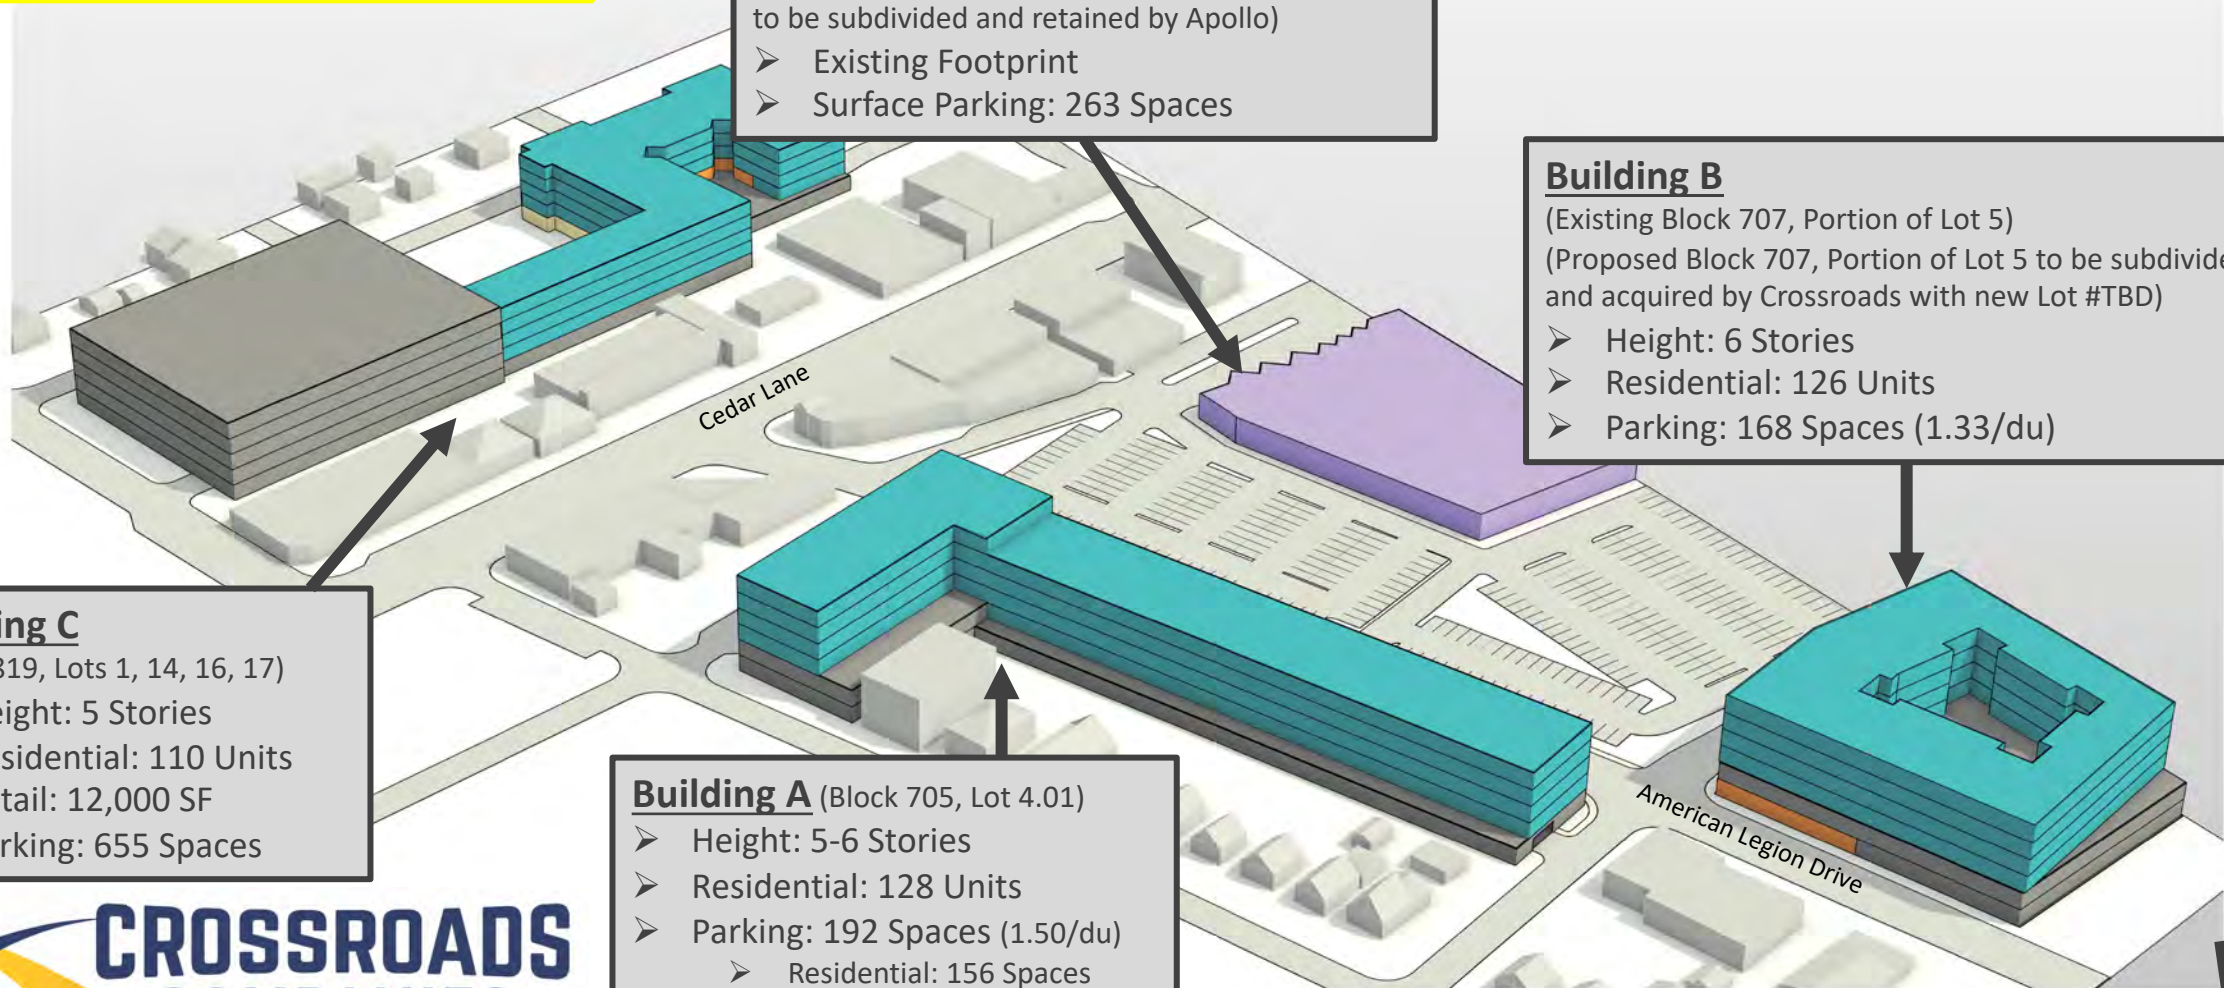 to be subdivided and retained by Apollo)
➢ Existing Footprint
➢ Surface Parking: 263 Spaces
Building B
(Existing Block 707, Portion of Lot 5)
(Proposed Block 707, Portion of Lot 5 to be subdivide
and acquired by Crossroads with new Lot #TBD)
➢ Height: 6 Stories
➢ Residential: 126 Units
➢ Parking: 168 Spaces (1.33/du)
Cedar Lane
ing C
819, Lots 1, 14, 16, 17)
eight: 5 Stories
sidential: 110 Units
tail: 12,000 SF
rking: 655 Spaces
Building A (Block 705, Lot 4.01)
➢ Height: 5-6 Stories
➢ Residential: 128 Units
➢ Parking: 192 Spaces (1.50/du)
➢ Residential: 156 Spaces
American Legion Drive
CROSSROADS